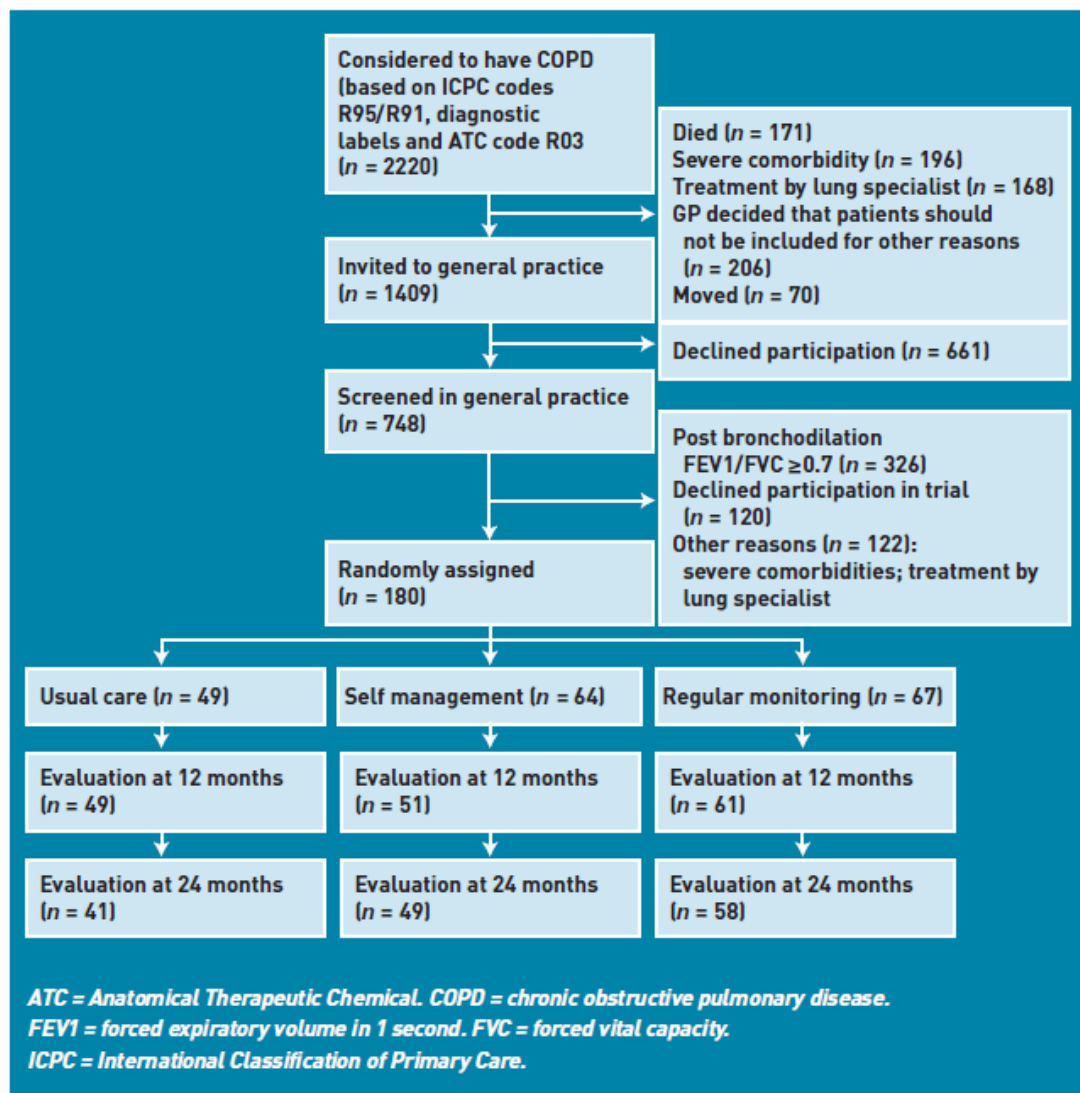 Considered to have COPD
(based on ICPC codes
R95/R91, diagnostic
labels and ATC code R03
(n = 2220)
Died (n = 171)
Severe comorbidity (n = 196)
Treatment by lung specialist (n = 168)
GP decided that patients should
not be included for other reasons
(n = 206)
Moved (n = 70)
Invited to general practice
(n = 1409)
Declined participation (n = 661)
Screened in general practice
(n = 748)
Post bronchodilation
FEV1/FVC ≥0.7 (n = 326)
Declined participation in trial
(n = 120)
Other reasons (n = 122):
severe comorbidities; treatment by
lung specialist
Randomly assigned
(n = 180)
Usual care (n = 49)
Self management (n = 64)
Regular monitoring (n = 67)
Evaluation at 12 months
(n = 49)
Evaluation at 12 months
(n = 51)
Evaluation at 12 months
(n = 61)
Evaluation at 24 months
(n = 41)
Evaluation at 24 months
(n = 49)
Evaluation at 24 months
(n = 58)
ATC = Anatomical Therapeutic Chemical. COPD = chronic obstructive pulmonary disease.
FEV1 = forced expiratory volume in 1 second. FVC = forced vital capacity.
ICPC = International Classification of Primary Care.